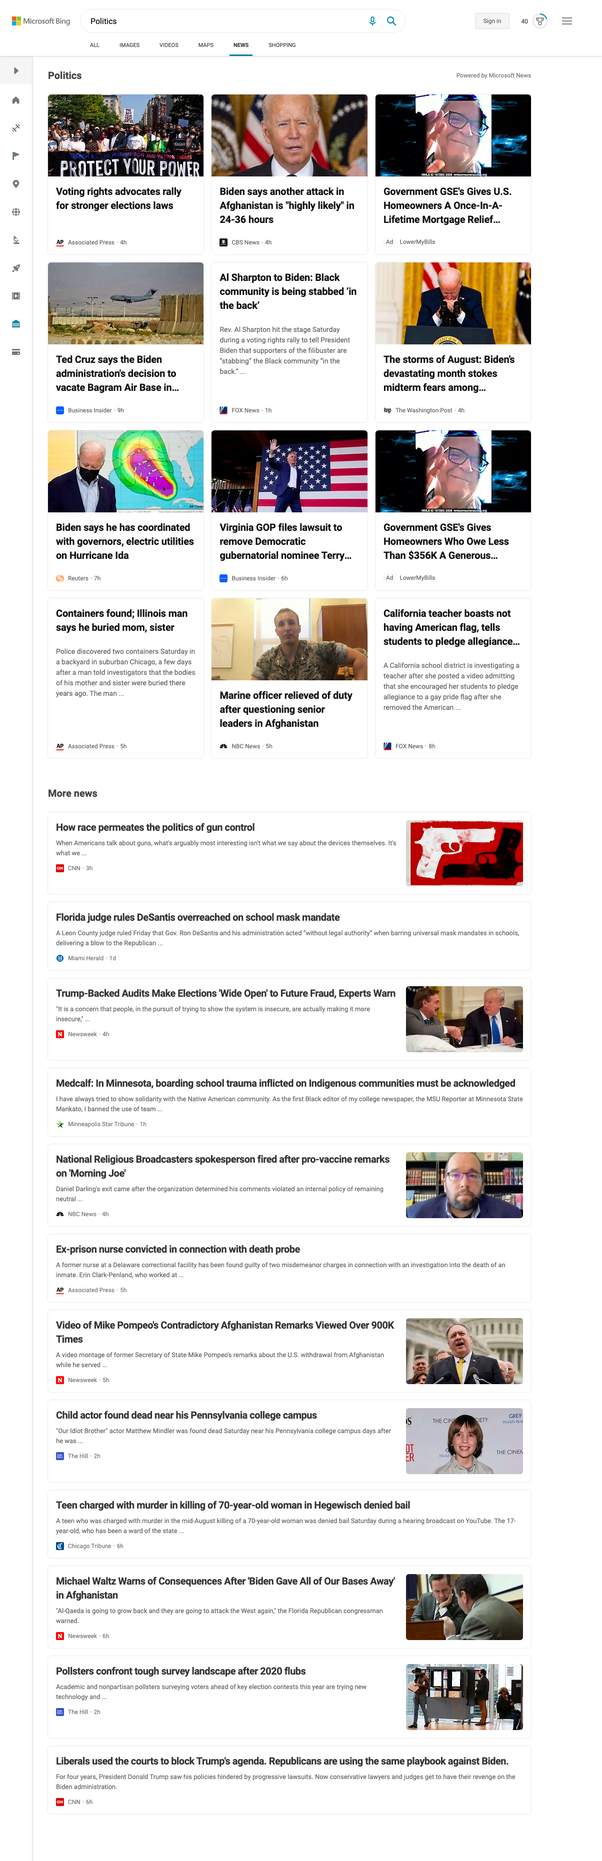 Microsoft Bing
Politics
Sign in
40
ALL IMAGES VIDEOS MAPS NEWS SHOPPING
Politics
Powered by Microsoft News
PROTECT YOUR POWER
Voting rights advocates rally
for stronger elections laws
AP Associated Press · 4h
Biden says another attack in
Afghanistan is "highly likely" in
24-36 hours
CBS News · 4h
Government GSE's Gives U.S.
Homeowners A Once-In-A-
Lifetime Mortgage Relief...
Ad LowerMyBills
Ted Cruz says the Biden
administration's decision to
vacate Bagram Air Base in...
Business Insider · 9h
Al Sharpton to Biden: Black
community is being stabbed 'in
the back'
Rev. Al Sharpton hit the stage Saturday
during a voting rights rally to tell President
Biden that supporters of the filibuster are
"stabbing" the Black community "in the
back." ...
FOX News · 1h
The storms of August: Biden's
devastating month stokes
midterm fears among...
wp The Washington Post · 4h
Biden says he has coordinated
with governors, electric utilities
on Hurricane Ida
Reuters · 7h
Virginia GOP files lawsuit to
remove Democratic
gubernatorial nominee Terry...
Business Insider · 6h
Government GSE's Gives
Homeowners Who Owe Less
Than $356K A Generous...
Ad LowerMyBills
Containers found; Illinois man
says he buried mom, sister
Police discovered two containers Saturday in
a backyard in suburban Chicago, a few days
after a man told investigators that the bodies
of his mother and sister were buried there
years ago. The man ...
AP Associated Press · 5h
Marine officer relieved of duty
after questioning senior
leaders in Afghanistan
NBC News · 5h
California teacher boasts not
having American flag, tells
students to pledge allegiance...
A California school district is investigating a
teacher after she posted a video admitting
that she encouraged her students to pledge
allegiance to a gay pride flag after she
removed the American ...
FOX News · 8h
More news
How race permeates the politics of gun control
When Americans talk about guns, what's arguably most interesting isn't what we say about the devices themselves. It's
what we ...
CNN CNN · 3h
Florida judge rules DeSantis overreached on school mask mandate
A Leon County judge ruled Friday that Gov. Ron DeSantis and his administration acted "without legal authority" when barring universal mask mandates in schools,
delivering a blow to the Republican ...
Miami Herald · 1d
Trump-Backed Audits Make Elections 'Wide Open' to Future Fraud, Experts Warn
"It is a concern that people, in the pursuit of trying to show the system is insecure, are actually making it more
insecure," ...
N Newsweek · 4h
Medcalf: In Minnesota, boarding school trauma inflicted on Indigenous communities must be acknowledged
I have always tried to show solidarity with the Native American community. As the first Black editor of my college newspaper, the MSU Reporter at Minnesota State
Mankato, I banned the use of team ...
Minneapolis Star Tribune · 1h
National Religious Broadcasters spokesperson fired after pro-vaccine remarks
on 'Morning Joe'
Daniel Darling's exit came after the organization determined his comments violated an internal policy of remaining
neutral ...
NBC News · 4h
Ex-prison nurse convicted in connection with death probe
A former nurse at a Delaware correctional facility has been found guilty of two misdemeanor charges in connection with an investigation into the death of an
inmate. Erin Clark-Penland, who worked at ...
AP Associated Press · 5h
Video of Mike Pompeo's Contradictory Afghanistan Remarks Viewed Over 900K
Times
A video montage of former Secretary of State Mike Pompeo's remarks about the U.S. withdrawal from Afghanistan
while he served ...
N Newsweek · 5h
Child actor found dead near his Pennsylvania college campus
"Our Idiot Brother" actor Matthew Mindler was found dead Saturday near his Pennsylvania college campus days after
he was ...
The Hill · 2h
Teen charged with murder in killing of 70-year-old woman in Hegewisch denied bail
A teen who was charged with murder in the mid-August killing of a 70-year-old woman was denied bail Saturday during a hearing broadcast on YouTube. The 17-
year-old, who has been a ward of the state ...
Chicago Tribune · 6h
Michael Waltz Warns of Consequences After 'Biden Gave All of Our Bases Away'
in Afghanistan
"Al-Qaeda is going to grow back and they are going to attack the West again," the Florida Republican congressman
warned.
N Newsweek · 6h
Pollsters confront tough survey landscape after 2020 flubs
Academic and nonpartisan pollsters surveying voters ahead of key election contests this year are trying new
technology and ...
The Hill · 2h
Liberals used the courts to block Trump's agenda. Republicans are using the same playbook against Biden.
For four years, President Donald Trump saw his policies hindered by progressive lawsuits. Now conservative lawyers and judges get to have their revenge on the
Biden administration.
CNN CNN · 6h